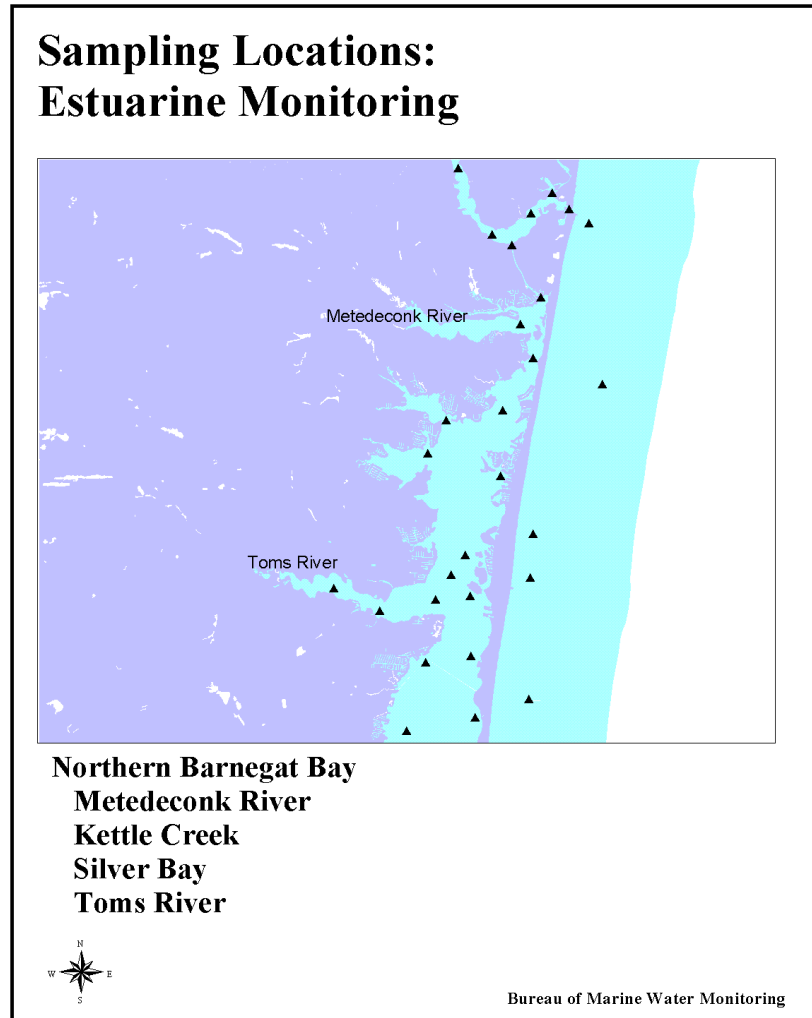 Sampling Locations:
Estuarine Monitoring
Metedeconk River
Toms River
Northern Barnegat Bay
Metedeconk River
Kettle Creek
Silver Bay
Toms River
N
W E
S
Bureau of Marine Water Monitoring